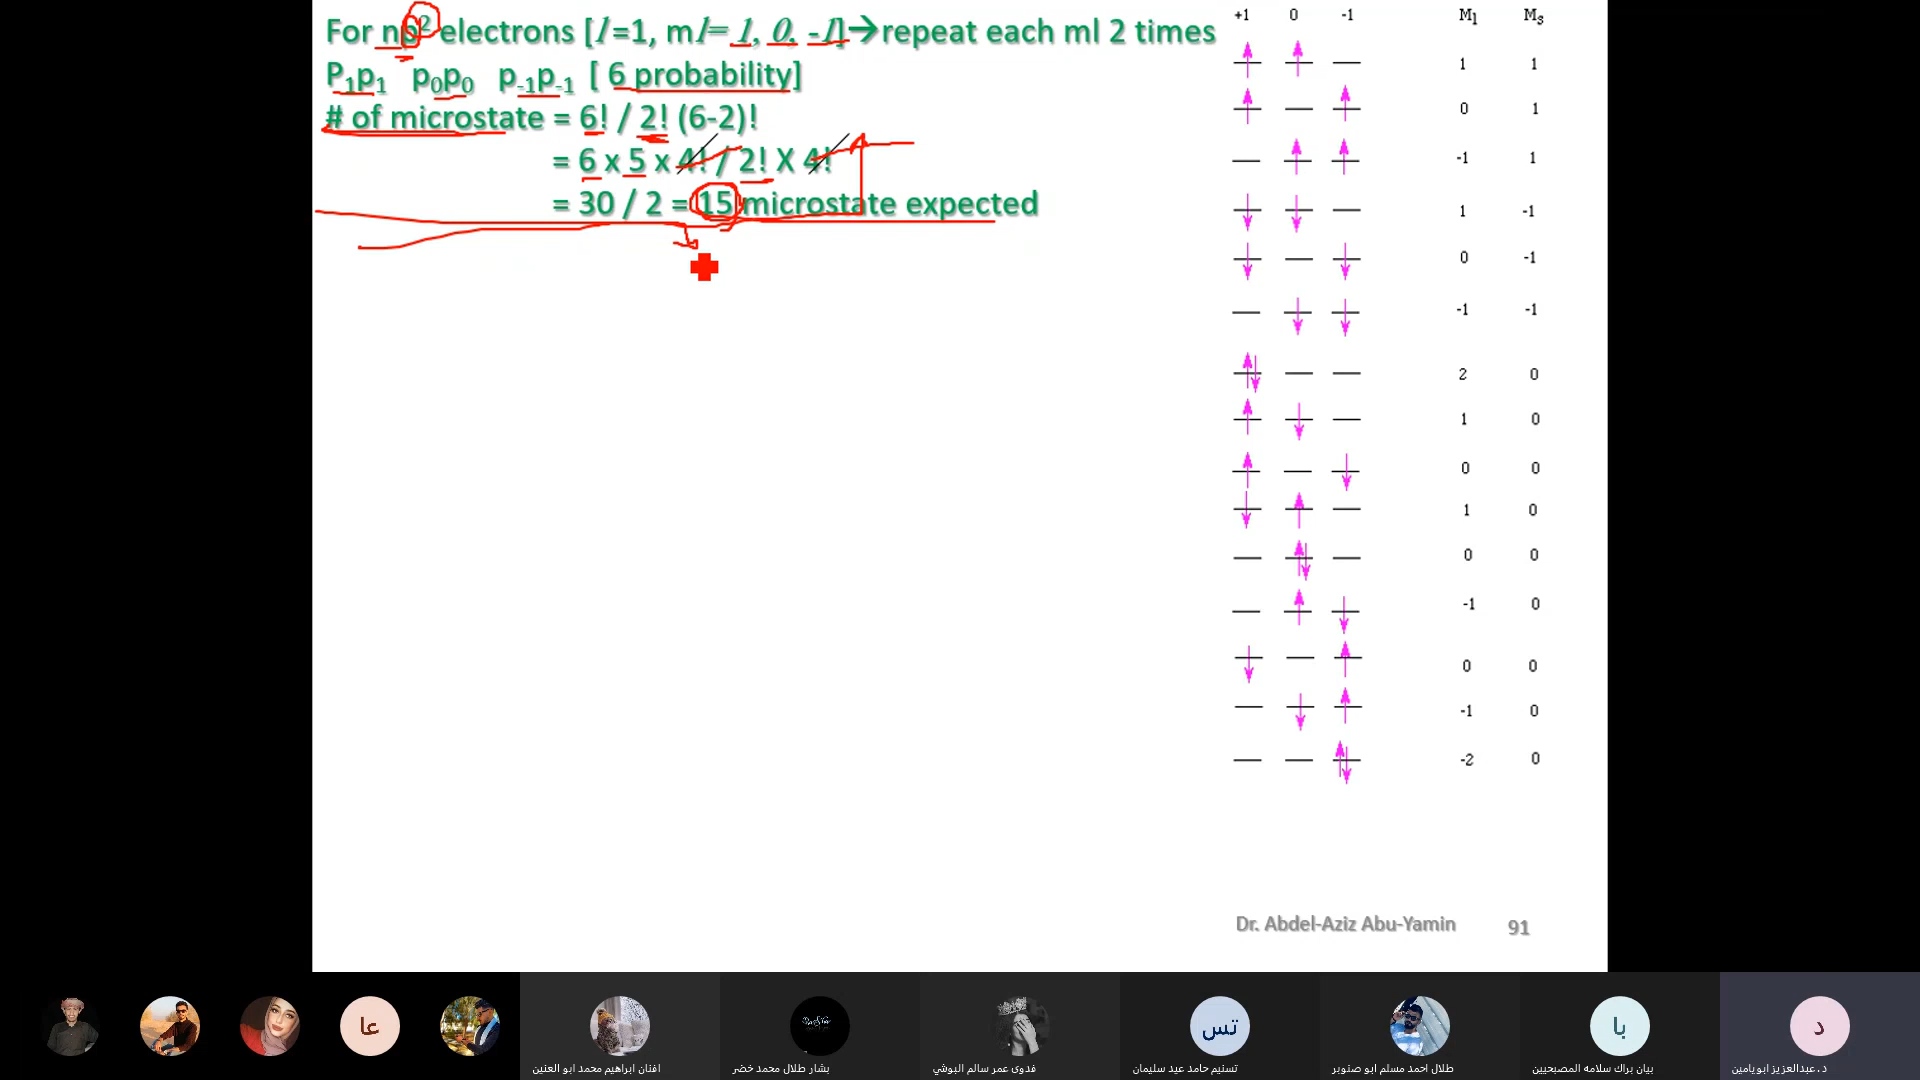 For np² electrons [l =1, ml= 1, 0, -1]→repeat each ml 2 times
P₁p₁ p₀p₀ p₋₁p₋₁ [ 6 probability]
# of microstate = 6! / 2! (6-2)!
= 6 x 5 x 4! / 2! X 4!
= 30 / 2 = 15 microstate expected
+1 0 -1 Ml Ms
1 1
0 1
-1 1
1 -1
0 -1
-1 -1
2 0
1 0
0 0
1 0
0 0
-1 0
0 0
-1 0
-2 0
Dr. Abdel-Aziz Abu-Yamin 91
عا
تس
با
د
افنان ابراهيم محمد ابو العنين
بشار طلال محمد خضر
فدوى عمر سالم البوشي
تسنيم حامد عيد سليمان
طلال احمد مسلم ابو صنوبر
بيان براك سلامه المصبحيين
د.عبدالعزيز ابويامين